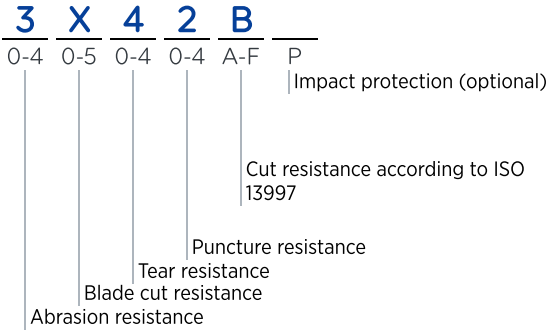 3 X 4 2 B
0-4 0-5 0-4 0-4 A-F P
Impact protection (optional)
Cut resistance according to ISO
13997
Puncture resistance
Tear resistance
Blade cut resistance
Abrasion resistance